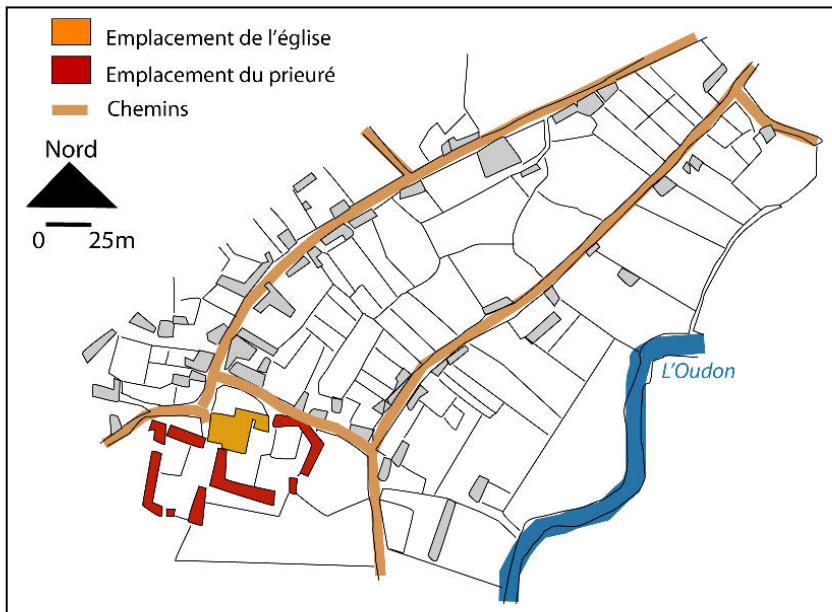 Emplacement de l'église
Emplacement du prieuré
Chemins
Nord
0 25m
L'Oudon